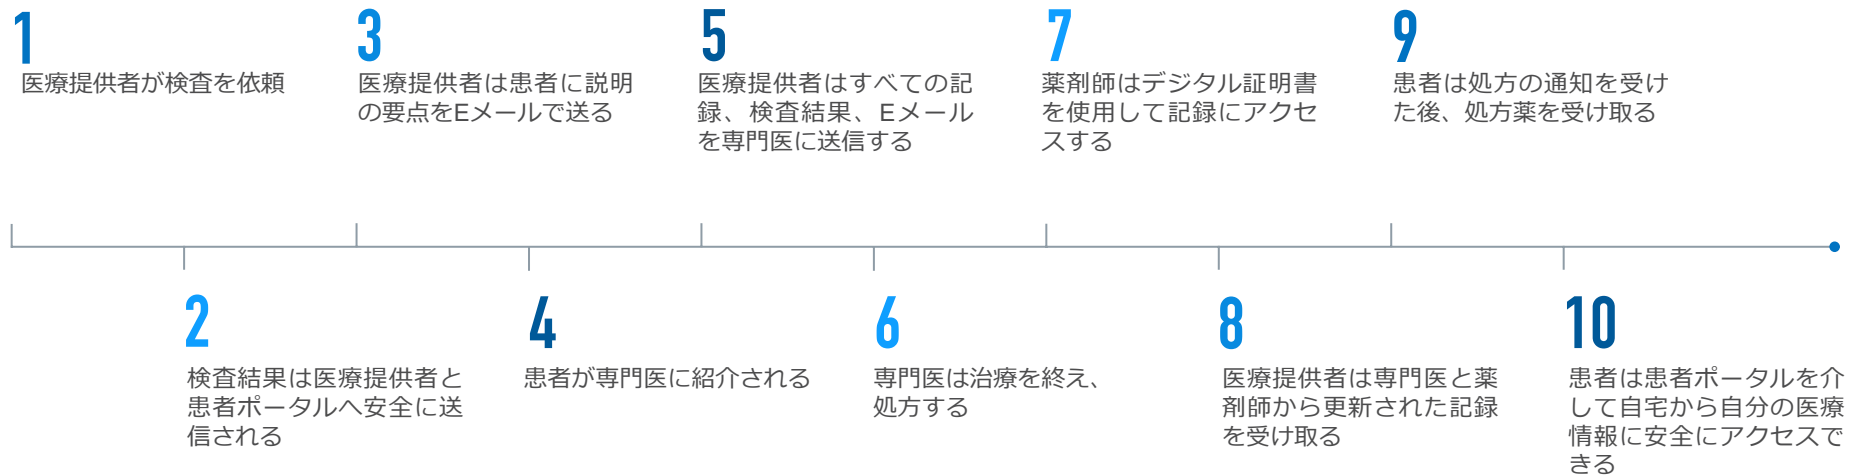 1
医療提供者が検査を依頼
2
検査結果は医療提供者と
患者ポータルへ安全に送
信される
3
医療提供者は患者に説明
の要点をEメールで送る
4
患者が専門医に紹介される
5
医療提供者はすべての記
録、検査結果、Eメール
を専門医に送信する
6
専門医は治療を終え、
処方する
7
薬剤師はデジタル証明書
を使用して記録にアクセ
スする
8
医療提供者は専門医と薬
剤師から更新された記録
を受け取る
9
患者は処方の通知を受け
た後、処方薬を受け取る
10
患者は患者ポータルを介
して自宅から自分の医療
情報に安全にアクセスで
きる